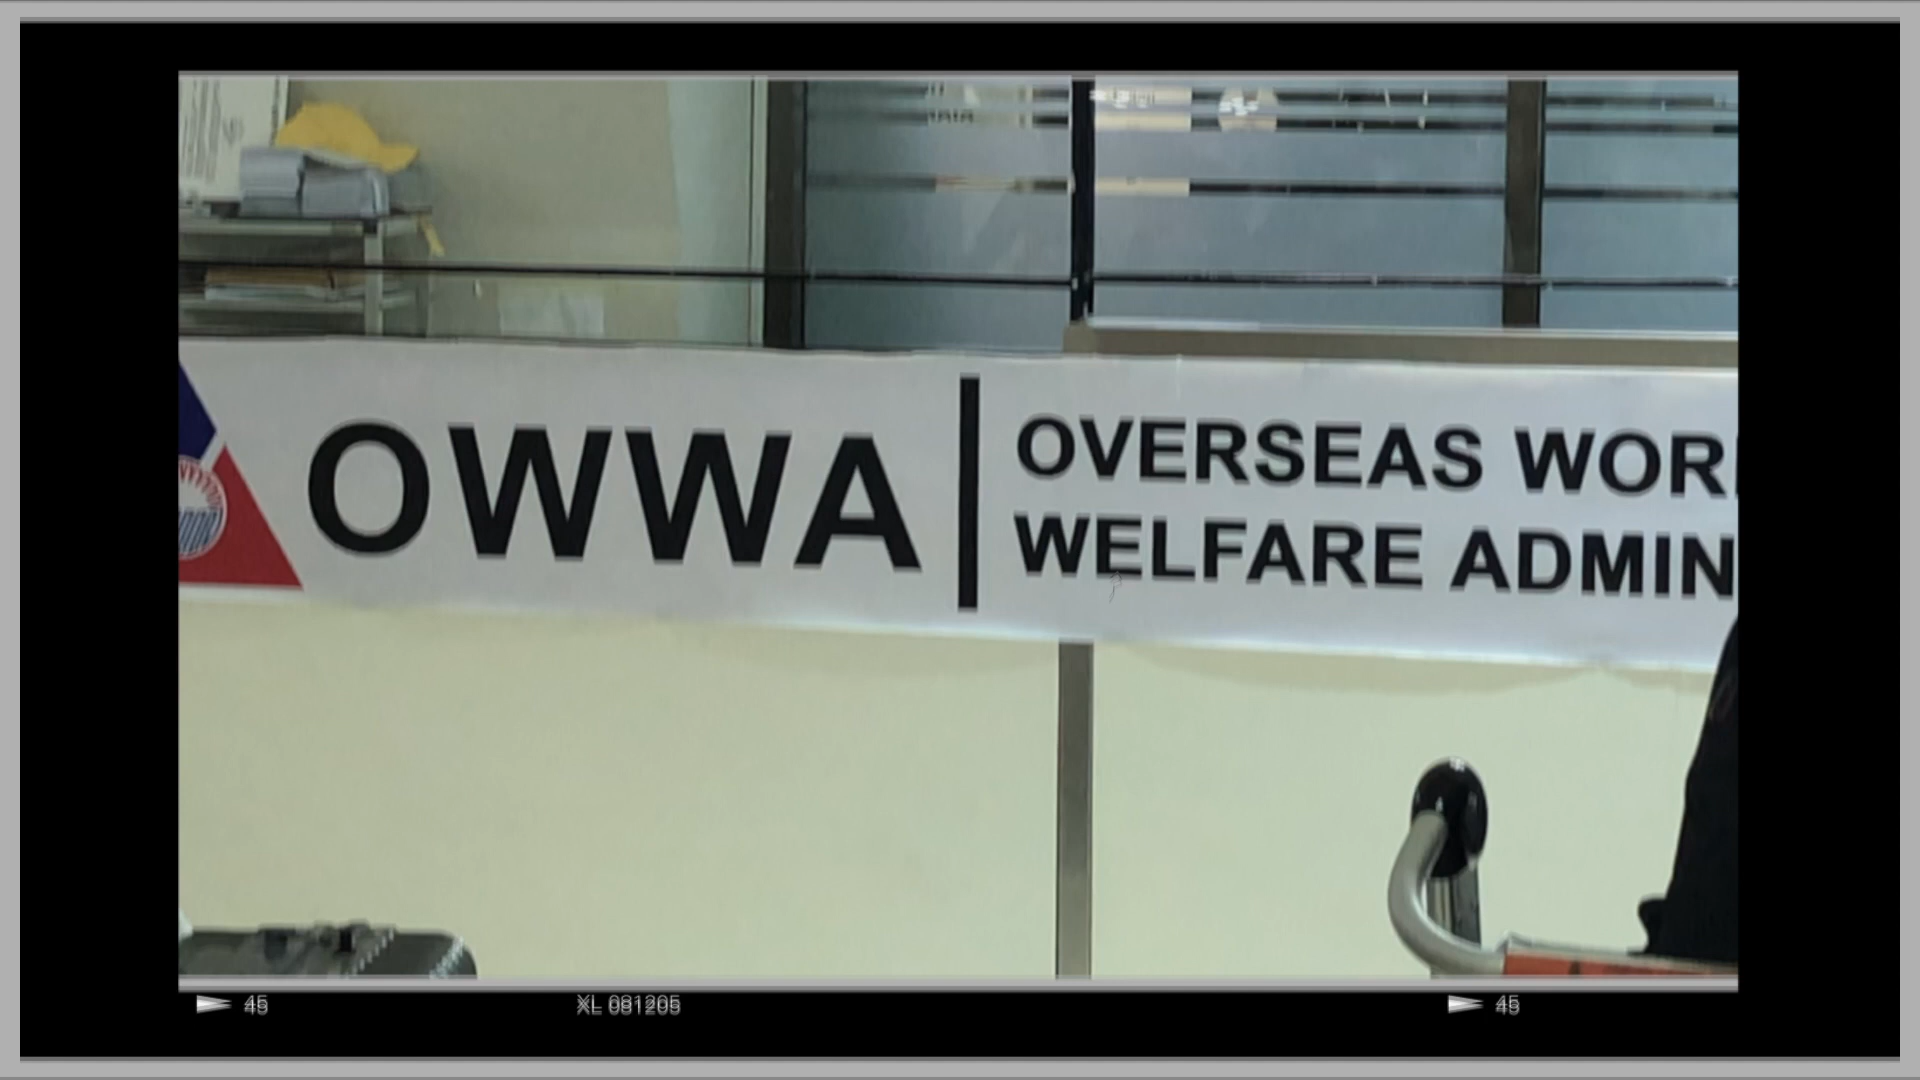 OWWA
OVERSEAS WOR
WELFARE ADMIN
45
XL 081205
45